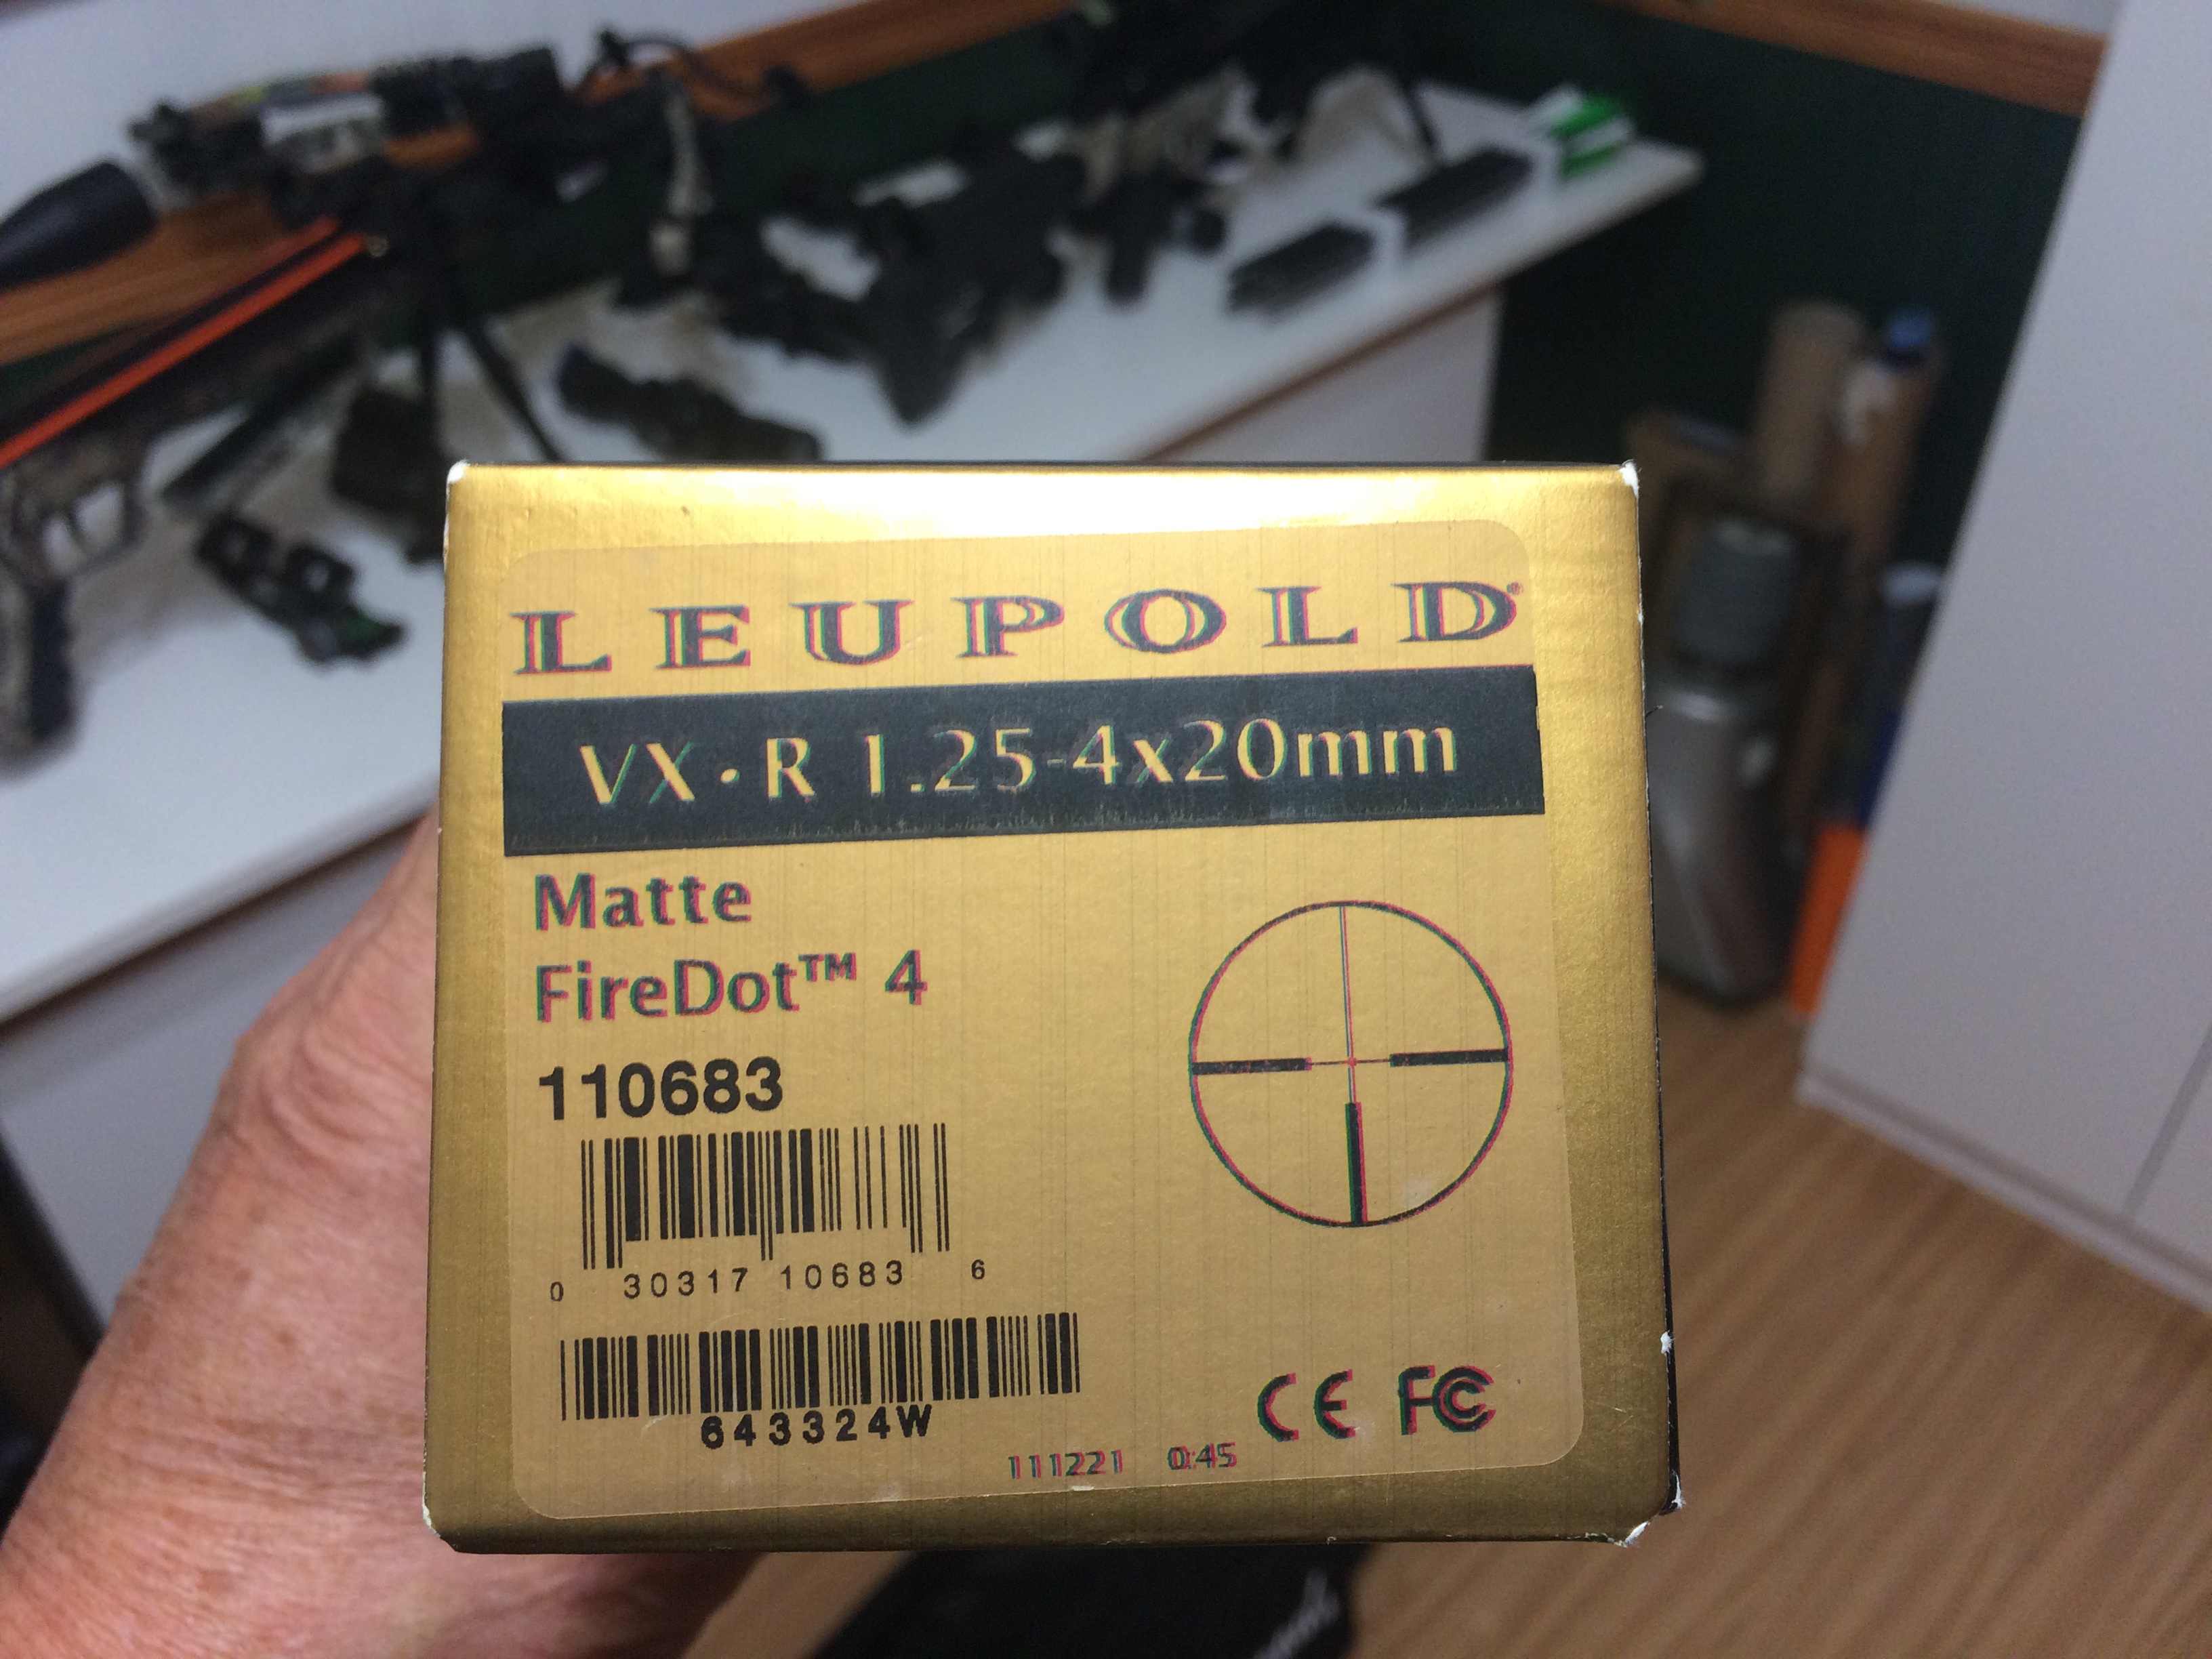 LEUPOLD®
VX·R 1.25-4x20mm
Matte
FireDot™ 4
110683
0 30317 10683 6
643324W
111221 0:45
CE FC